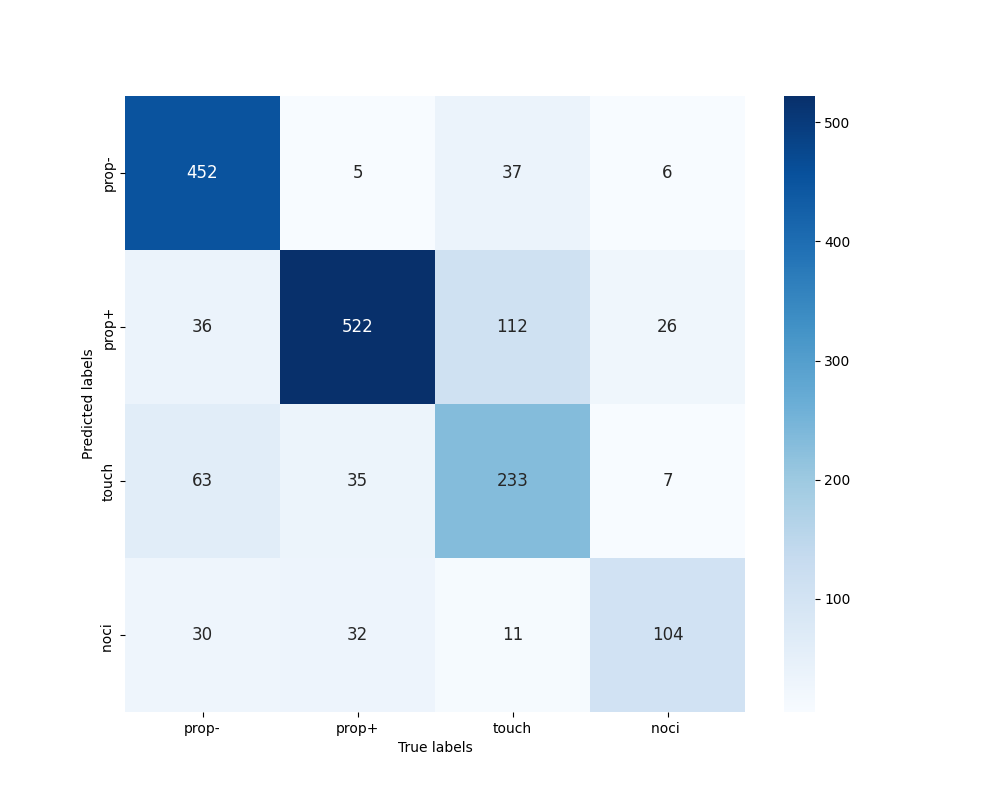 prop-
452
5
37
6
prop+
36
522
112
26
touch
63
35
233
7
noci
30
32
11
104
Predicted labels
prop-
prop+
touch
noci
True labels
500
400
300
200
100